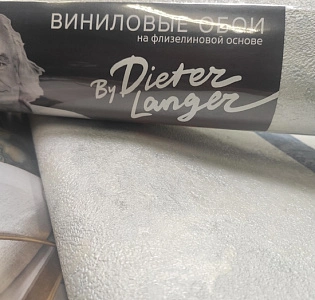 ВИНИЛОВЫЕ ОБОИ
на флизелиновой основе
By Dieter
Langer